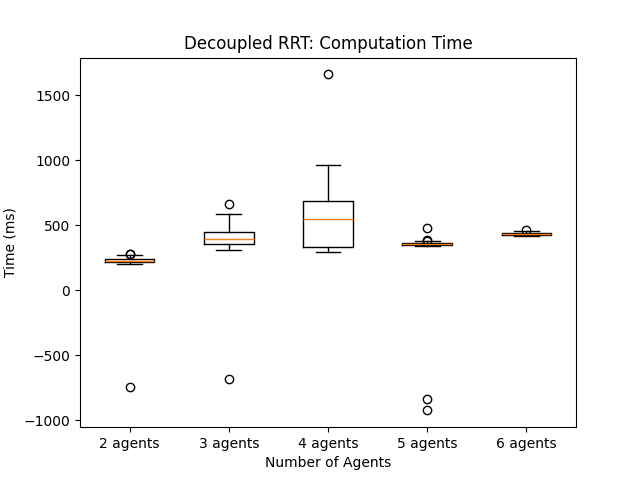 Decoupled RRT: Computation Time
Time (ms)
1500
1000
500
0
−500
−1000
2 agents 3 agents 4 agents 5 agents 6 agents
Number of Agents